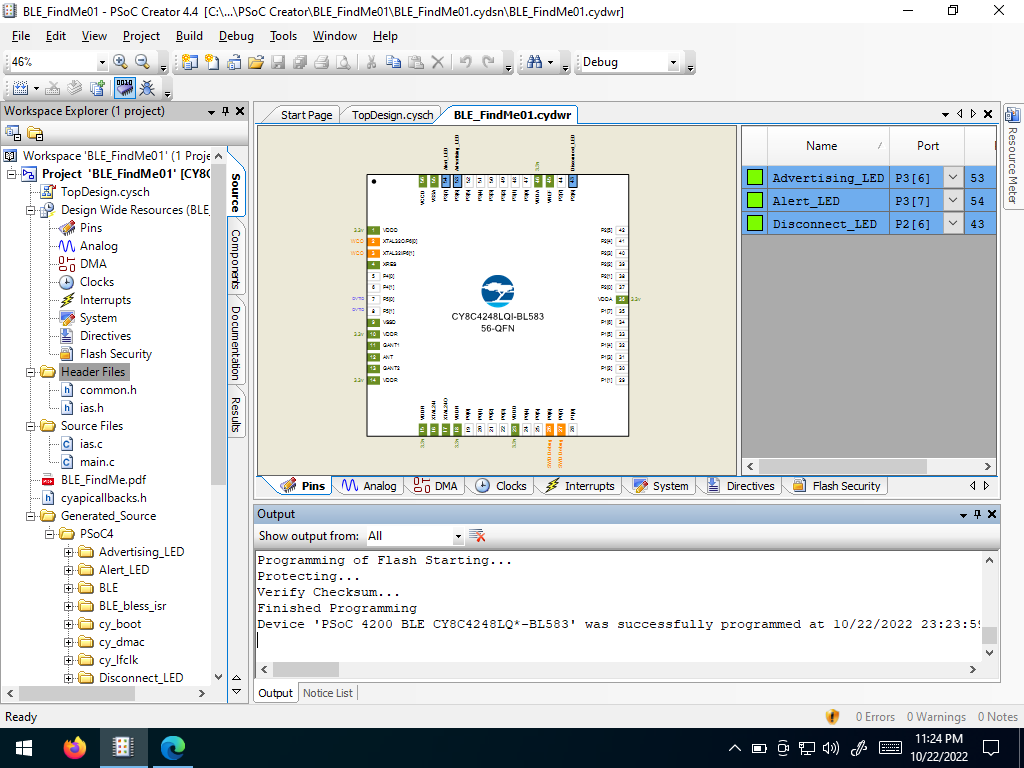 BLE_FindMe01 - PSoC Creator 4.4 [C:\...\PSoC Creator\BLE_FindMe01\BLE_FindMe01.cydsn\BLE_FindMe01.cydwr]
File Edit View Project Build Debug Tools Window Help
46%
Debug
Workspace Explorer (1 project)
Start Page
TopDesign.cysch
BLE_FindMe01.cydwr
Workspace 'BLE_FindMe01' (1 Proje
Project 'BLE_FindMe01' [CY8C
TopDesign.cysch
Design Wide Resources (BLE_
Pins
Analog
DMA
Clocks
Interrupts
System
Directives
Flash Security
Header Files
common.h
ias.h
Source Files
ias.c
main.c
BLE_FindMe.pdf
cyapicallbacks.h
Generated_Source
PSoC4
Advertising_LED
Alert_LED
BLE
BLE_bless_isr
cy_boot
cy_dmac
cy_lfclk
Disconnect_LED
Source
Components
Documentation
Results
Alert_LED
Advertising_LED
Disconnect_LED
CY8C4248LQI-BL583
56-QFN
Name / Port
Advertising_LED P3[6] 53
Alert_LED P3[7] 54
Disconnect_LED P2[6] 43
Resource Meter
Pins Analog DMA Clocks Interrupts System Directives Flash Security
Output
Show output from: All
Programming of Flash Starting...
Protecting...
Verify Checksum...
Finished Programming
Device 'PSoC 4200 BLE CY8C4248LQ*-BL583' was successfully programmed at 10/22/2022 23:23:59
Output Notice List
Ready
0 Errors 0 Warnings 0 Notes
11:24 PM
10/22/2022